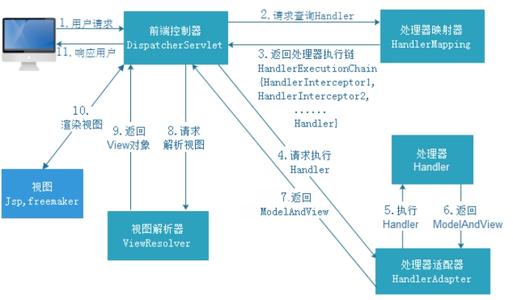 1.用户请求
11.响应用户
前端控制器
DispatcherServlet
2.请求查询Handler
处理器映射器
HandlerMapping
3.返回处理器执行链
HandlerExecutionChain
{HandlerInterceptor1,
HandlerInterceptor2,
......
Handler}
10.
渲染视图
9.返回
View对象
8.请求
解析视图
4.请求执行
Handler
7.返回
ModelAndView
处理器
Handler
5.执行
Handler
6.返回
ModelAndView
视图
Jsp,freemaker
视图解析器
ViewResolver
处理器适配器
HandlerAdapter